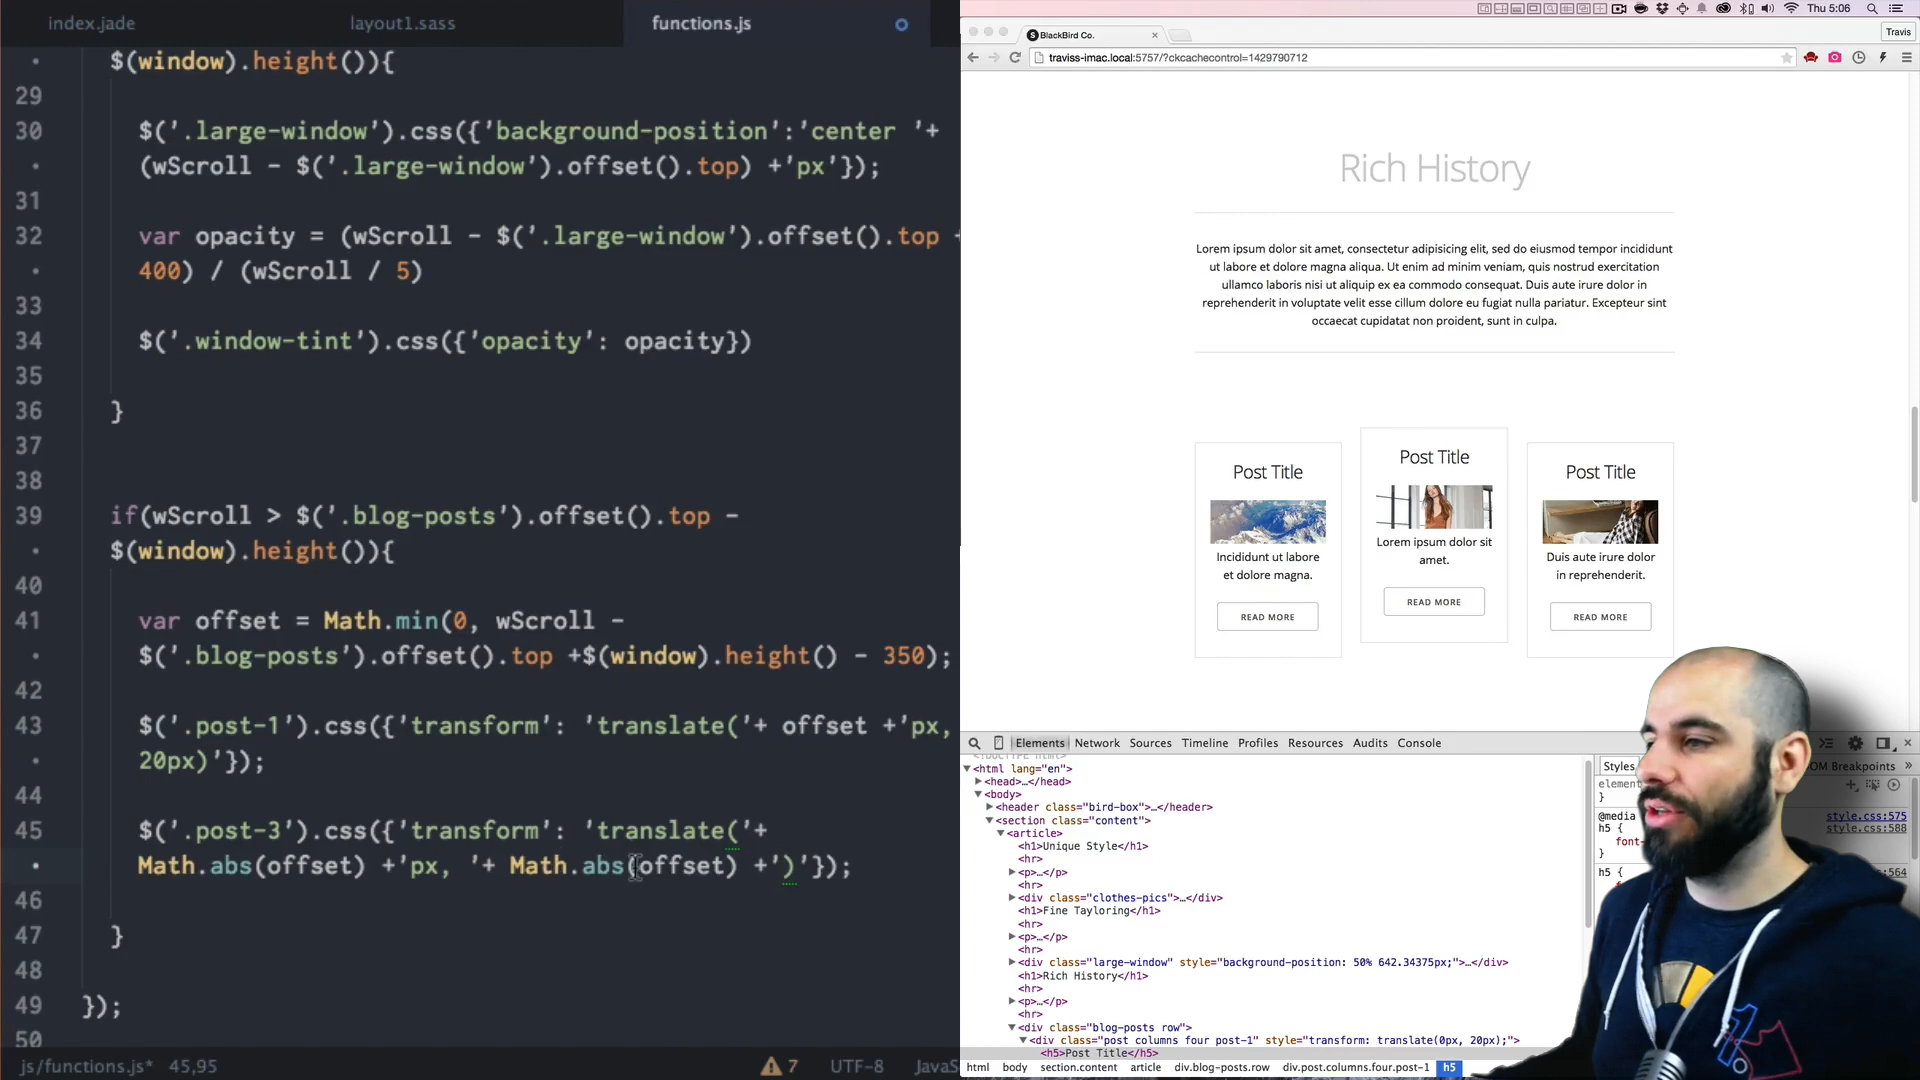 index.jade
layout1.sass
functions.js
$(window).height()){
29
30 $('.large-window').css({'background-position':'center '+
(wScroll - $('.large-window').offset().top) +'px'});
31
32 var opacity = (wScroll - $('.large-window').offset().top +
400) / (wScroll / 5)
33
34 $('.window-tint').css({'opacity': opacity})
35
36 }
37
38
39 if(wScroll > $('.blog-posts').offset().top -
$(window).height()){
40
41 var offset = Math.min(0, wScroll -
$('.blog-posts').offset().top +$(window).height() - 350);
42
43 $('.post-1').css({'transform': 'translate('+ offset +'px,
20px)'});
44
45 $('.post-3').css({'transform': 'translate('+
Math.abs(offset) +'px, '+ Math.abs(offset) +')'});
46
47 }
48
49 });
50
js/functions.js* 45,95
7 UTF-8 JavaS
Thu 5:06
BlackBird Co.
Travis
traviss-imac.local:5757/?ckcachecontrol=1429790712
Rich History
Lorem ipsum dolor sit amet, consectetur adipisicing elit, sed do eiusmod tempor incididunt
ut labore et dolore magna aliqua. Ut enim ad minim veniam, quis nostrud exercitation
ullamco laboris nisi ut aliquip ex ea commodo consequat. Duis aute irure dolor in
reprehenderit in voluptate velit esse cillum dolore eu fugiat nulla pariatur. Excepteur sint
occaecat cupidatat non proident, sunt in culpa.
Post Title
Incididunt ut labore
et dolore magna.
READ MORE
Post Title
Lorem ipsum dolor sit
amet.
READ MORE
Post Title
Duis aute irure dolor
in reprehenderit.
READ MORE
Elements Network Sources Timeline Profiles Resources Audits Console
<!DOCTYPE html>
<html lang="en">
<head>…</head>
<body>
<header class="bird-box">…</header>
<section class="content">
<article>
<h1>Unique Style</h1>
<hr>
<p>…</p>
<hr>
<div class="clothes-pics">…</div>
<h1>Fine Tayloring</h1>
<hr>
<p>…</p>
<hr>
<div class="large-window" style="background-position: 50% 642.34375px;">…</div>
<h1>Rich History</h1>
<hr>
<p>…</p>
<hr>
<div class="blog-posts row">
<div class="post columns four post-1" style="transform: translate(0px, 20px);">
<h5>Post Title</h5>
html body section.content article div.blog-posts.row div.post.columns.four.post-1 h5
Styles
OM Breakpoints »
element
}
@media
style.css:575
h5 {
style.css:588
font-
}
h5 {
:564